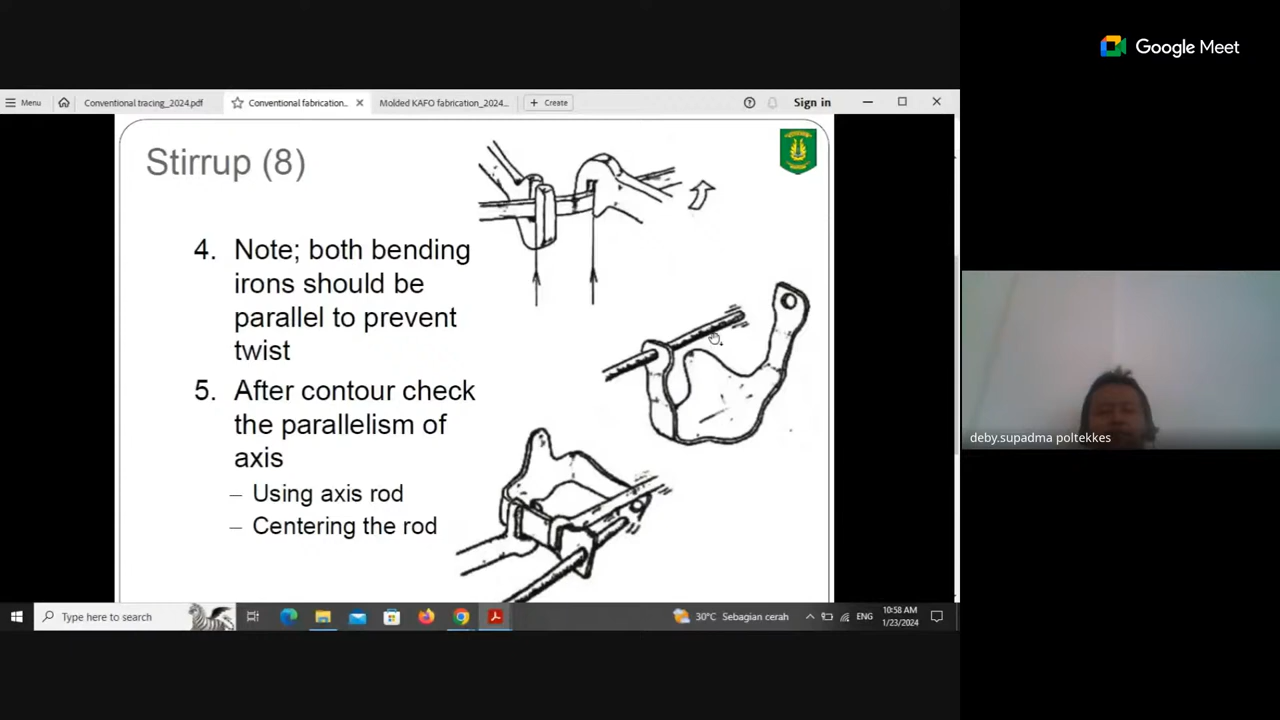 Google Meet
Menu
Conventional tracing_2024.pdf
Conventional fabrication...
Molded KAFO fabrication_2024...
Create
Sign in
Stirrup (8)
4. Note; both bending
irons should be
parallel to prevent
twist
5. After contour check
the parallelism of
axis
– Using axis rod
– Centering the rod
deby.supadma poltekkes
Type here to search
30°C Sebagian cerah
ENG
10:58 AM
1/23/2024